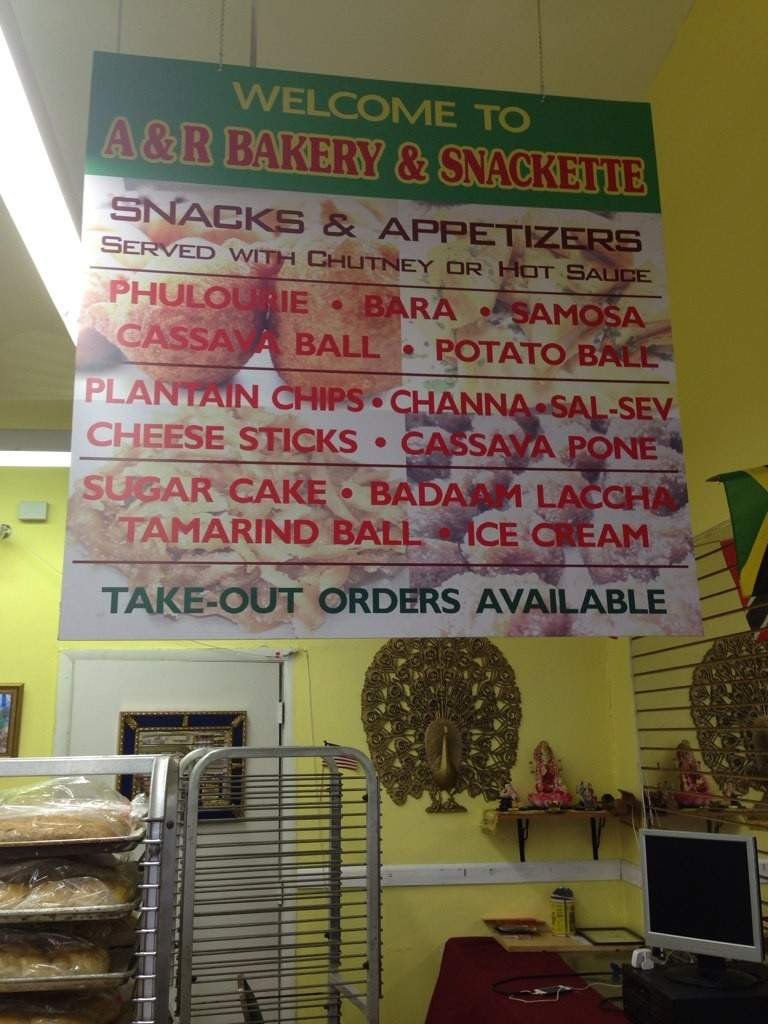 WELCOME TO
A & R BAKERY & SNACKETTE
SNACKS & APPETIZERS
SERVED WITH CHUTNEY OR HOT SAUCE
PHULOURIE • BARA • SAMOSA
CASSAVA BALL • POTATO BALL
PLANTAIN CHIPS • CHANNA • SAL-SEV
CHEESE STICKS • CASSAVA PONE
SUGAR CAKE • BADAAM LACCHA
TAMARIND BALL • ICE CREAM
TAKE-OUT ORDERS AVAILABLE